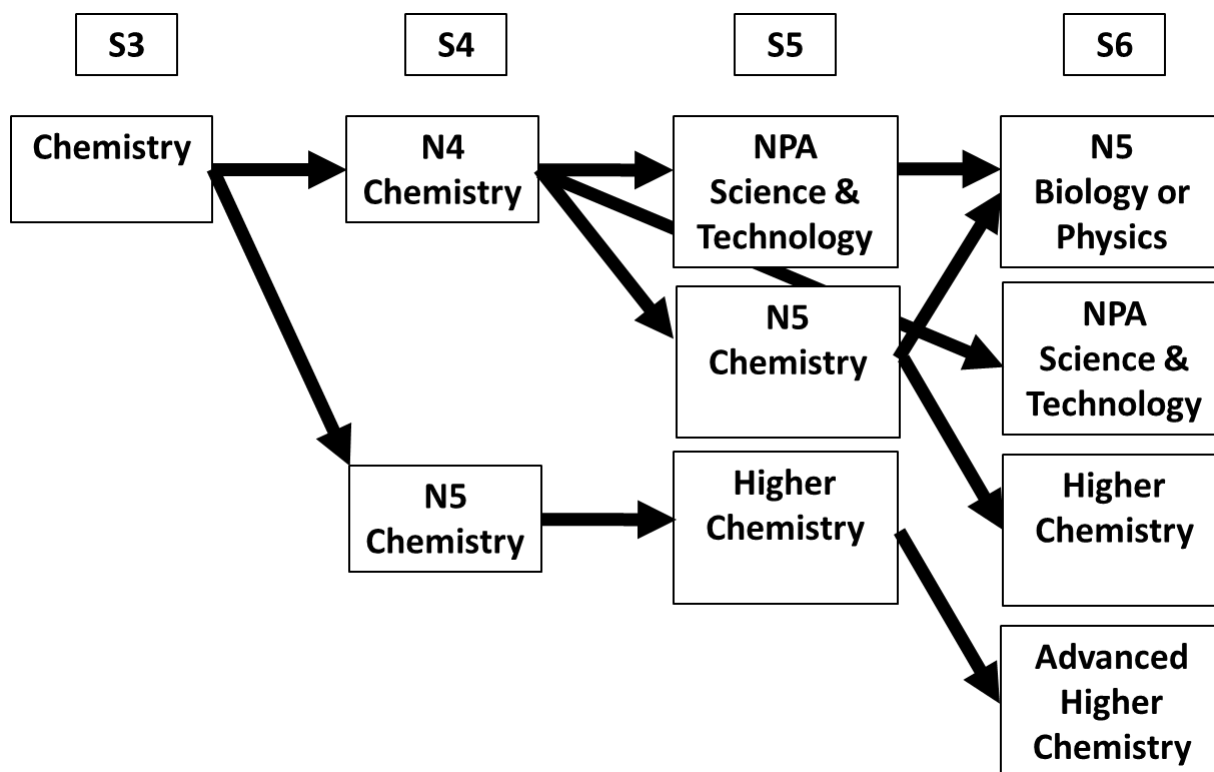 S3
S4
S5
S6
Chemistry
N4
Chemistry
NPA
Science &
Technology
N5
Biology or
Physics
N5
Chemistry
NPA
Science &
Technology
N5
Chemistry
Higher
Chemistry
Higher
Chemistry
Advanced
Higher
Chemistry